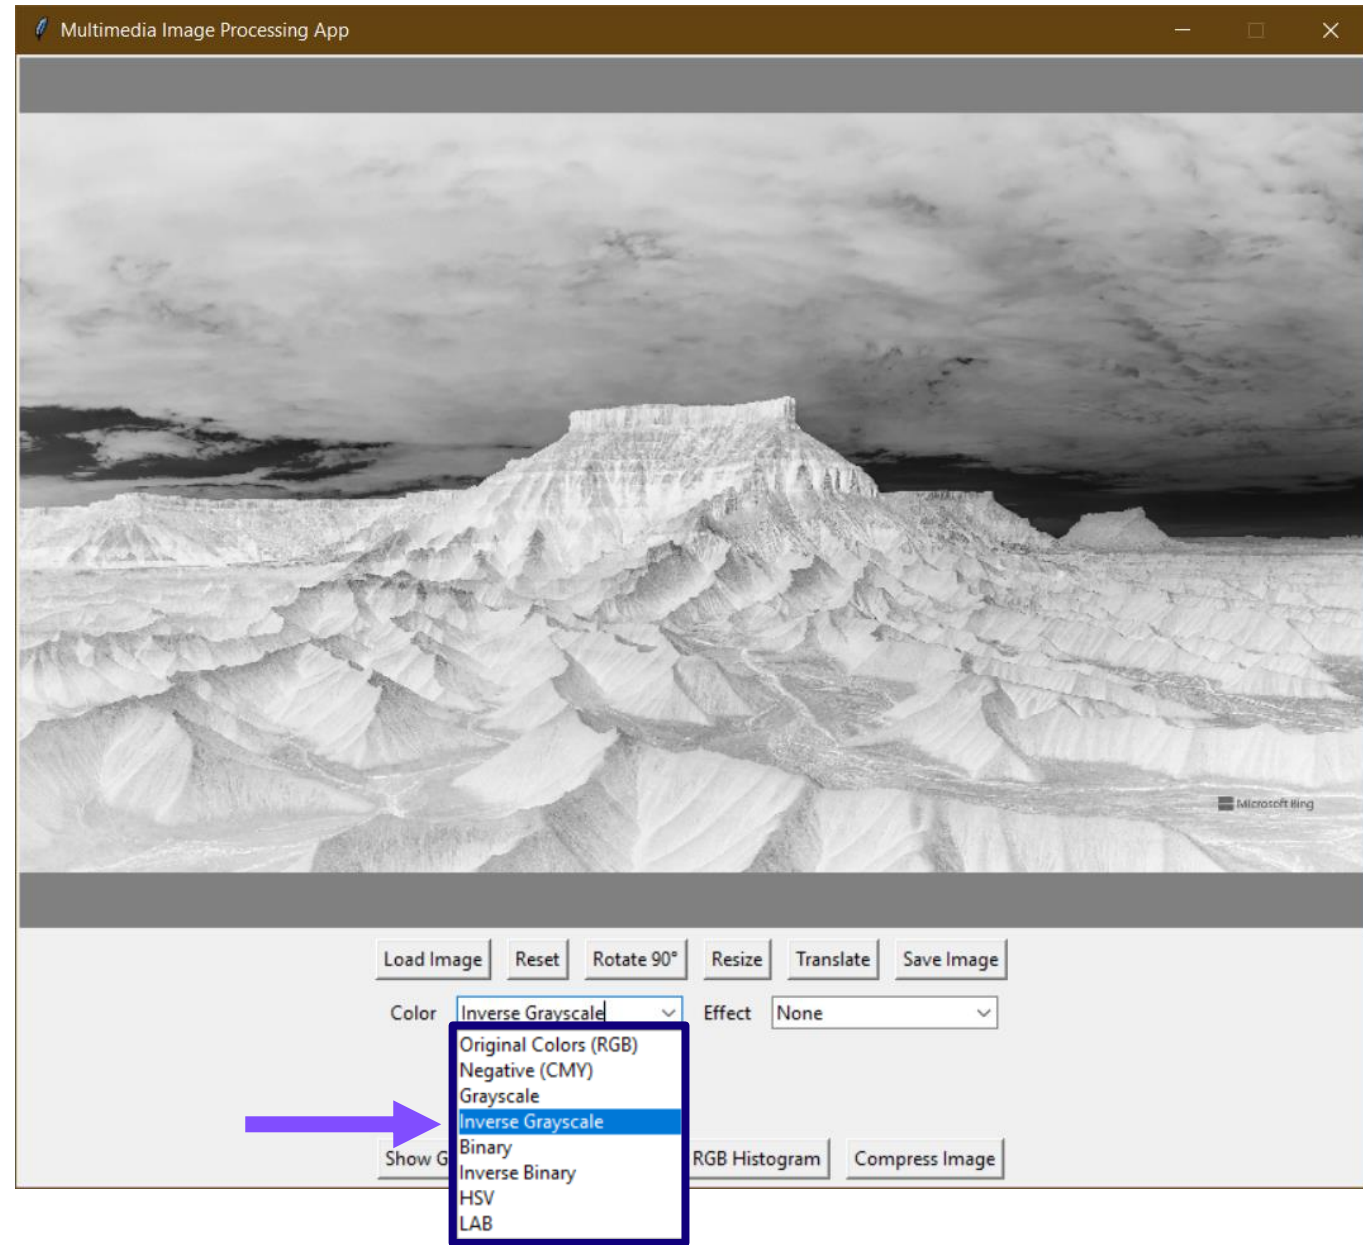 Multimedia Image Processing App
Microsoft Bing
Load Image Reset Rotate 90° Resize Translate Save Image
Color Inverse Grayscale Effect None
Original Colors (RGB)
Negative (CMY)
Grayscale
Inverse Grayscale
Binary
Show G RGB Histogram Compress Image
Inverse Binary
HSV
LAB